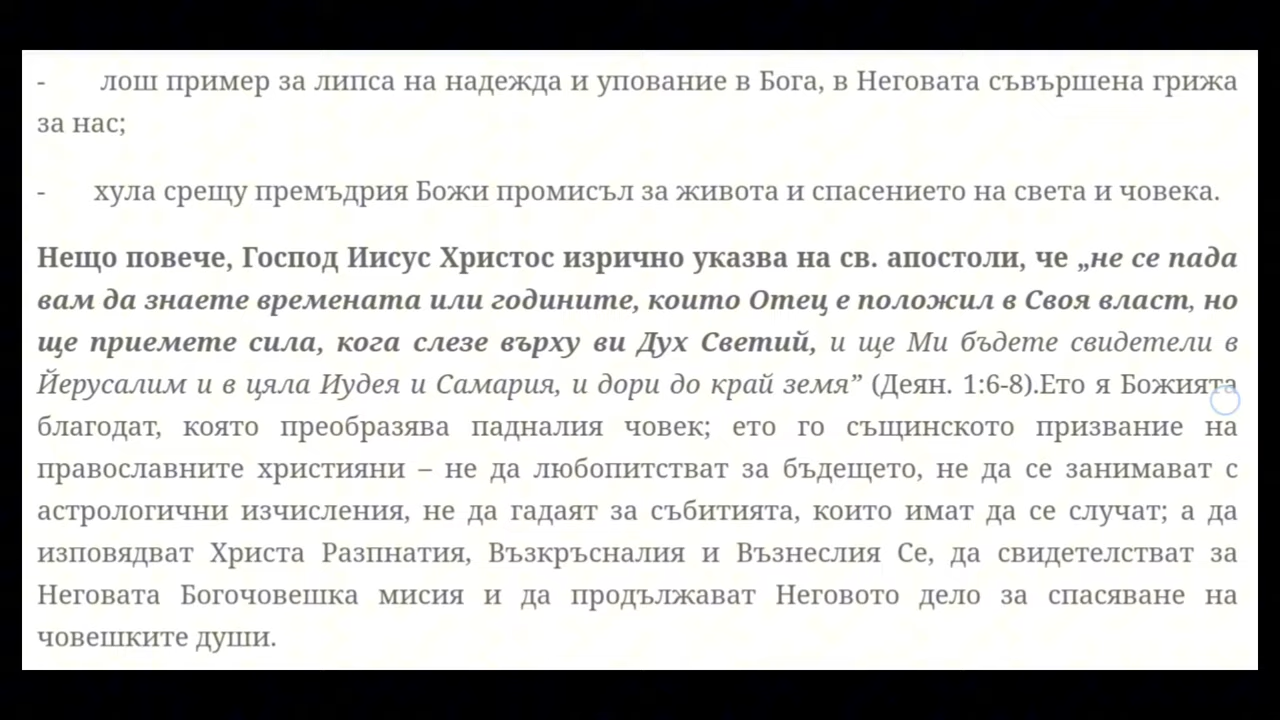 - лош пример за липса на надежда и упование в Бога, в Неговата съвършена грижа
за нас;
- хула срещу премъдрия Божи промисъл за живота и спасението на света и човека.
Нещо повече, Господ Иисус Христос изрично указва на св. апостоли, че „не се пада
вам да знаете времената или годините, които Отец е положил в Своя власт, но
ще приемете сила, кога слезе върху ви Дух Светий, и ще Ми бъдете свидетели в
Йерусалим и в цяла Иудея и Самария, и дори до край земя” (Деян. 1:6-8).Ето я Божията
благодат, която преобразява падналия човек; ето го същинското призвание на
православните християни – не да любопитстват за бъдещето, не да се занимават с
астрологични изчисления, не да гадаят за събитията, които имат да се случат; а да
изповядват Христа Разпнатия, Възкръсналия и Възнеслия Се, да свидетелстват за
Неговата Богочовешка мисия и да продължават Неговото дело за спасяване на
човешките души.